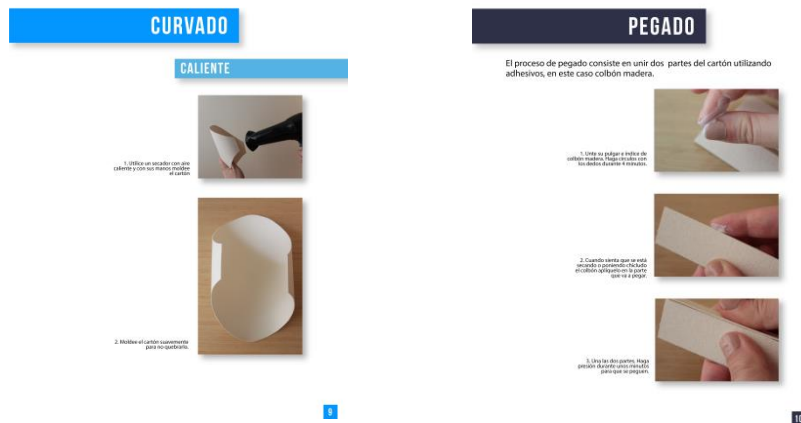 CURVADO
CALIENTE
1. Utilice un secador con aire
caliente y con sus manos moldee
el cartón
2. Moldee el cartón suavemente
para no quebrarlo.
9
PEGADO
El proceso de pegado consiste en unir dos partes del cartón utilizando
adhesivos, en este caso colbón madera.
1. Unte su pulgar e índice de
colbón madera. Haga círculos con
los dedos durante 4 minutos.
2. Cuando sienta que se está
secando o poniendo chicludo
el colbón aplíquelo en la parte
que va a pegar.
3. Una las dos partes. Haga
presión durante unos minutos
para que se peguen.
10